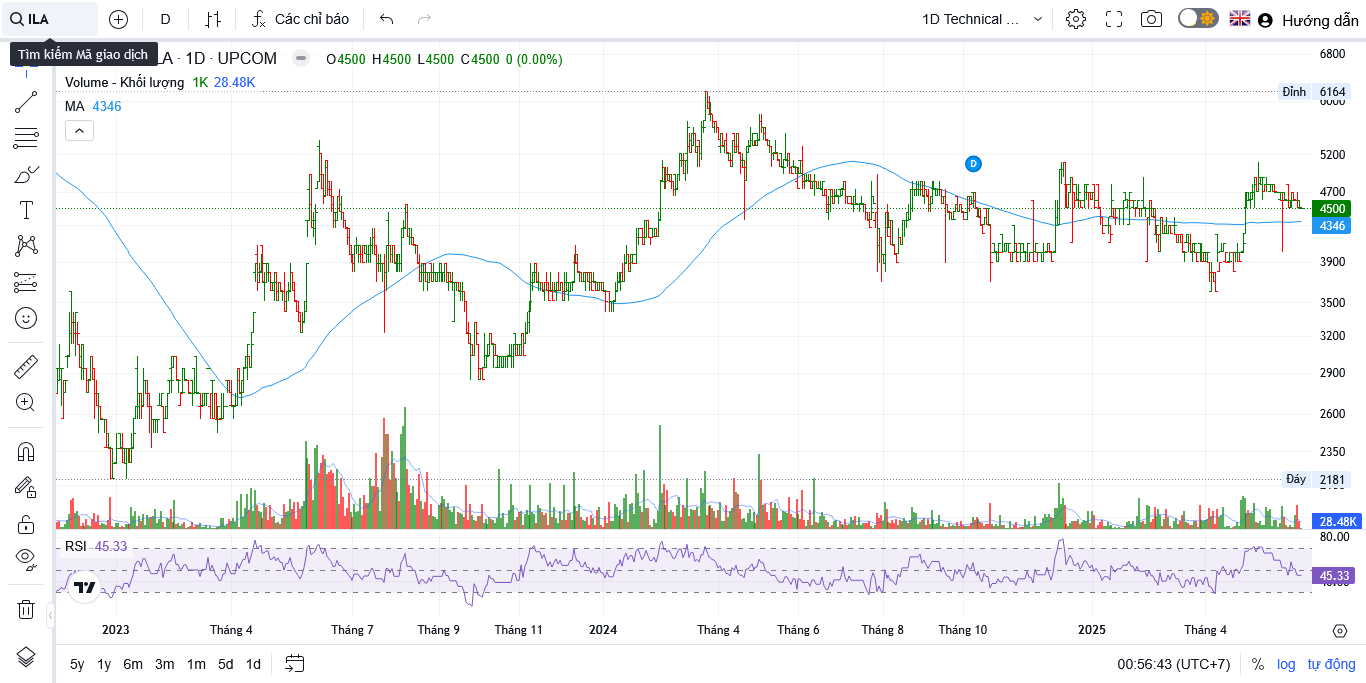 ILA
D
Các chỉ báo
1D Technical ...
Hướng dẫn
Tìm kiếm Mã giao dịch
LA · 1D · UPCOM
O4500 H4500 L4500 C4500 0 (0.00%)
Volume - Khối lượng 1K 28.48K
MA 4346
6800
Đỉnh 6164
6000
5200
4700
4500
4346
3900
3500
3200
2900
2600
2350
Đáy 2181
28.48K
80.00
RSI 45.33
45.33
D
2023 Tháng 4 Tháng 7 Tháng 9 Tháng 11 2024 Tháng 4 Tháng 6 Tháng 8 Tháng 10 2025 Tháng 4
5y 1y 6m 3m 1m 5d 1d
00:56:43 (UTC+7) % log tự động